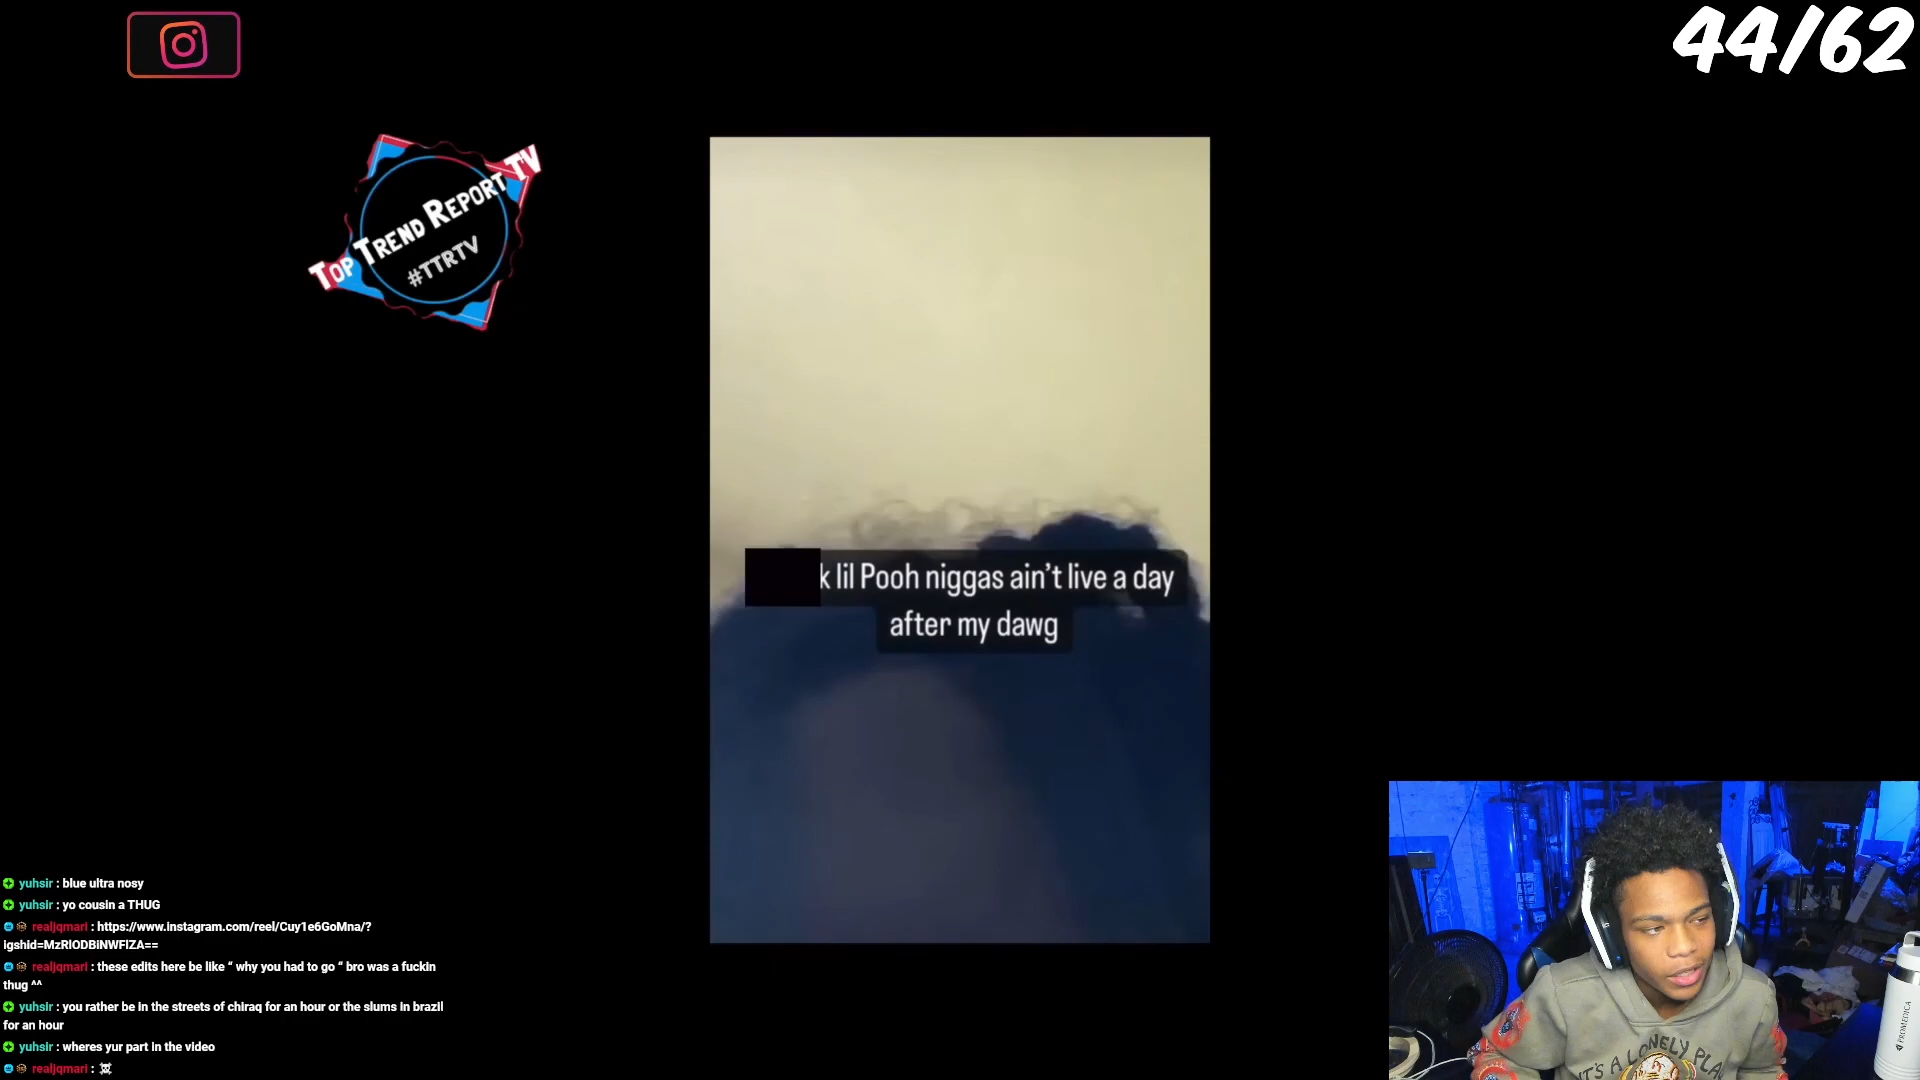 44/62
TOP TREND REPORT TV
#TTRTV
k lil Pooh niggas ain't live a day
after my dawg
yuhsir : blue ultra nosy
yuhsir : yo cousin a THUG
realjqmari : https://www.instagram.com/reel/Cuy1e6GoMna/?
igshid=MzRlODBiNWFlZA==
realjqmari : these edits here be like “ why you had to go “ bro was a fuckin
thug ^^
yuhsir : you rather be in the streets of chiraq for an hour or the slums in brazil
for an hour
yuhsir : wheres yur part in the video
realjqmari : ☠
IT'S A LONELY PLA
PROMEDICA